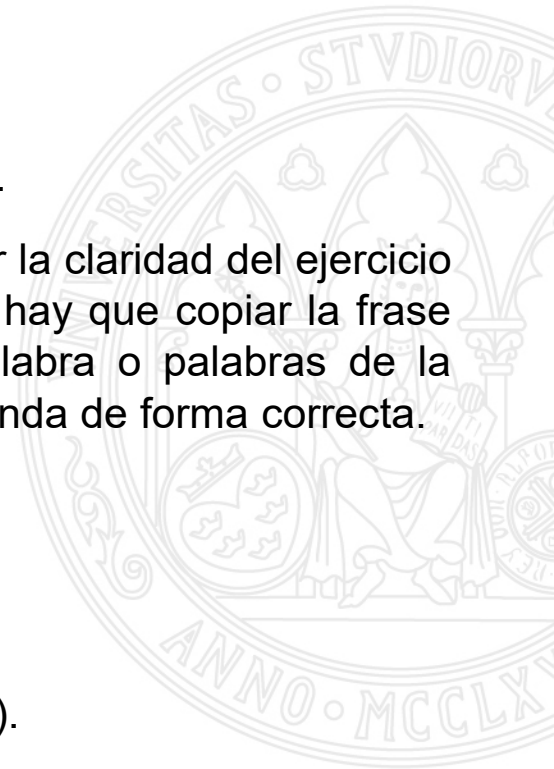 .
r la claridad del ejercicio
hay que copiar la frase
labra o palabras de la
nda de forma correcta.
).
VNIVERSITAS STVDIORV
ANNO MCCLX